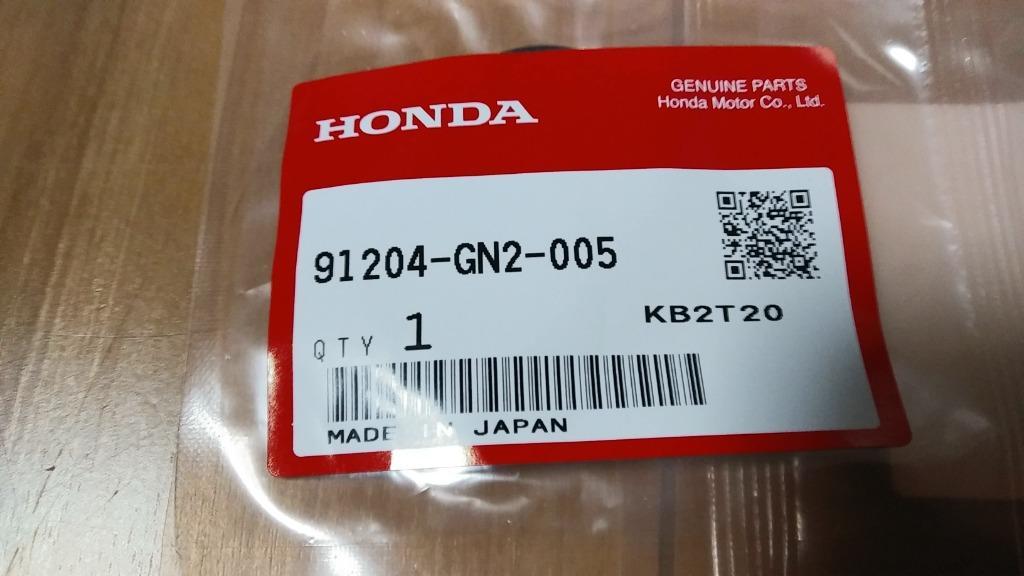 HONDA
GENUINE PARTS
Honda Motor Co., Ltd.
91204-GN2-005
KB2T20
QTY 1
MADE IN JAPAN